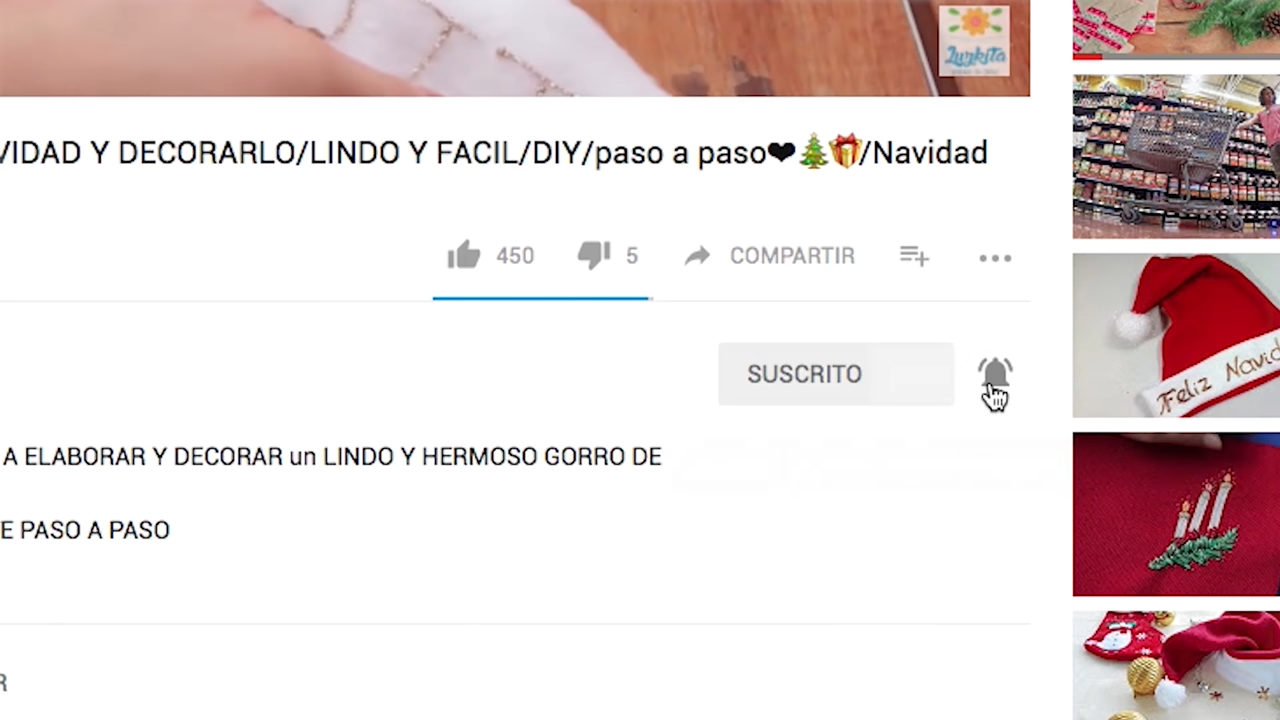 Luzkita
VIDAD Y DECORARLO/LINDO Y FACIL/DIY/paso a paso❤🎄🎁/Navidad
450 5 COMPARTIR
SUSCRITO
Feliz Navid
A ELABORAR Y DECORAR un LINDO Y HERMOSO GORRO DE
E PASO A PASO
R